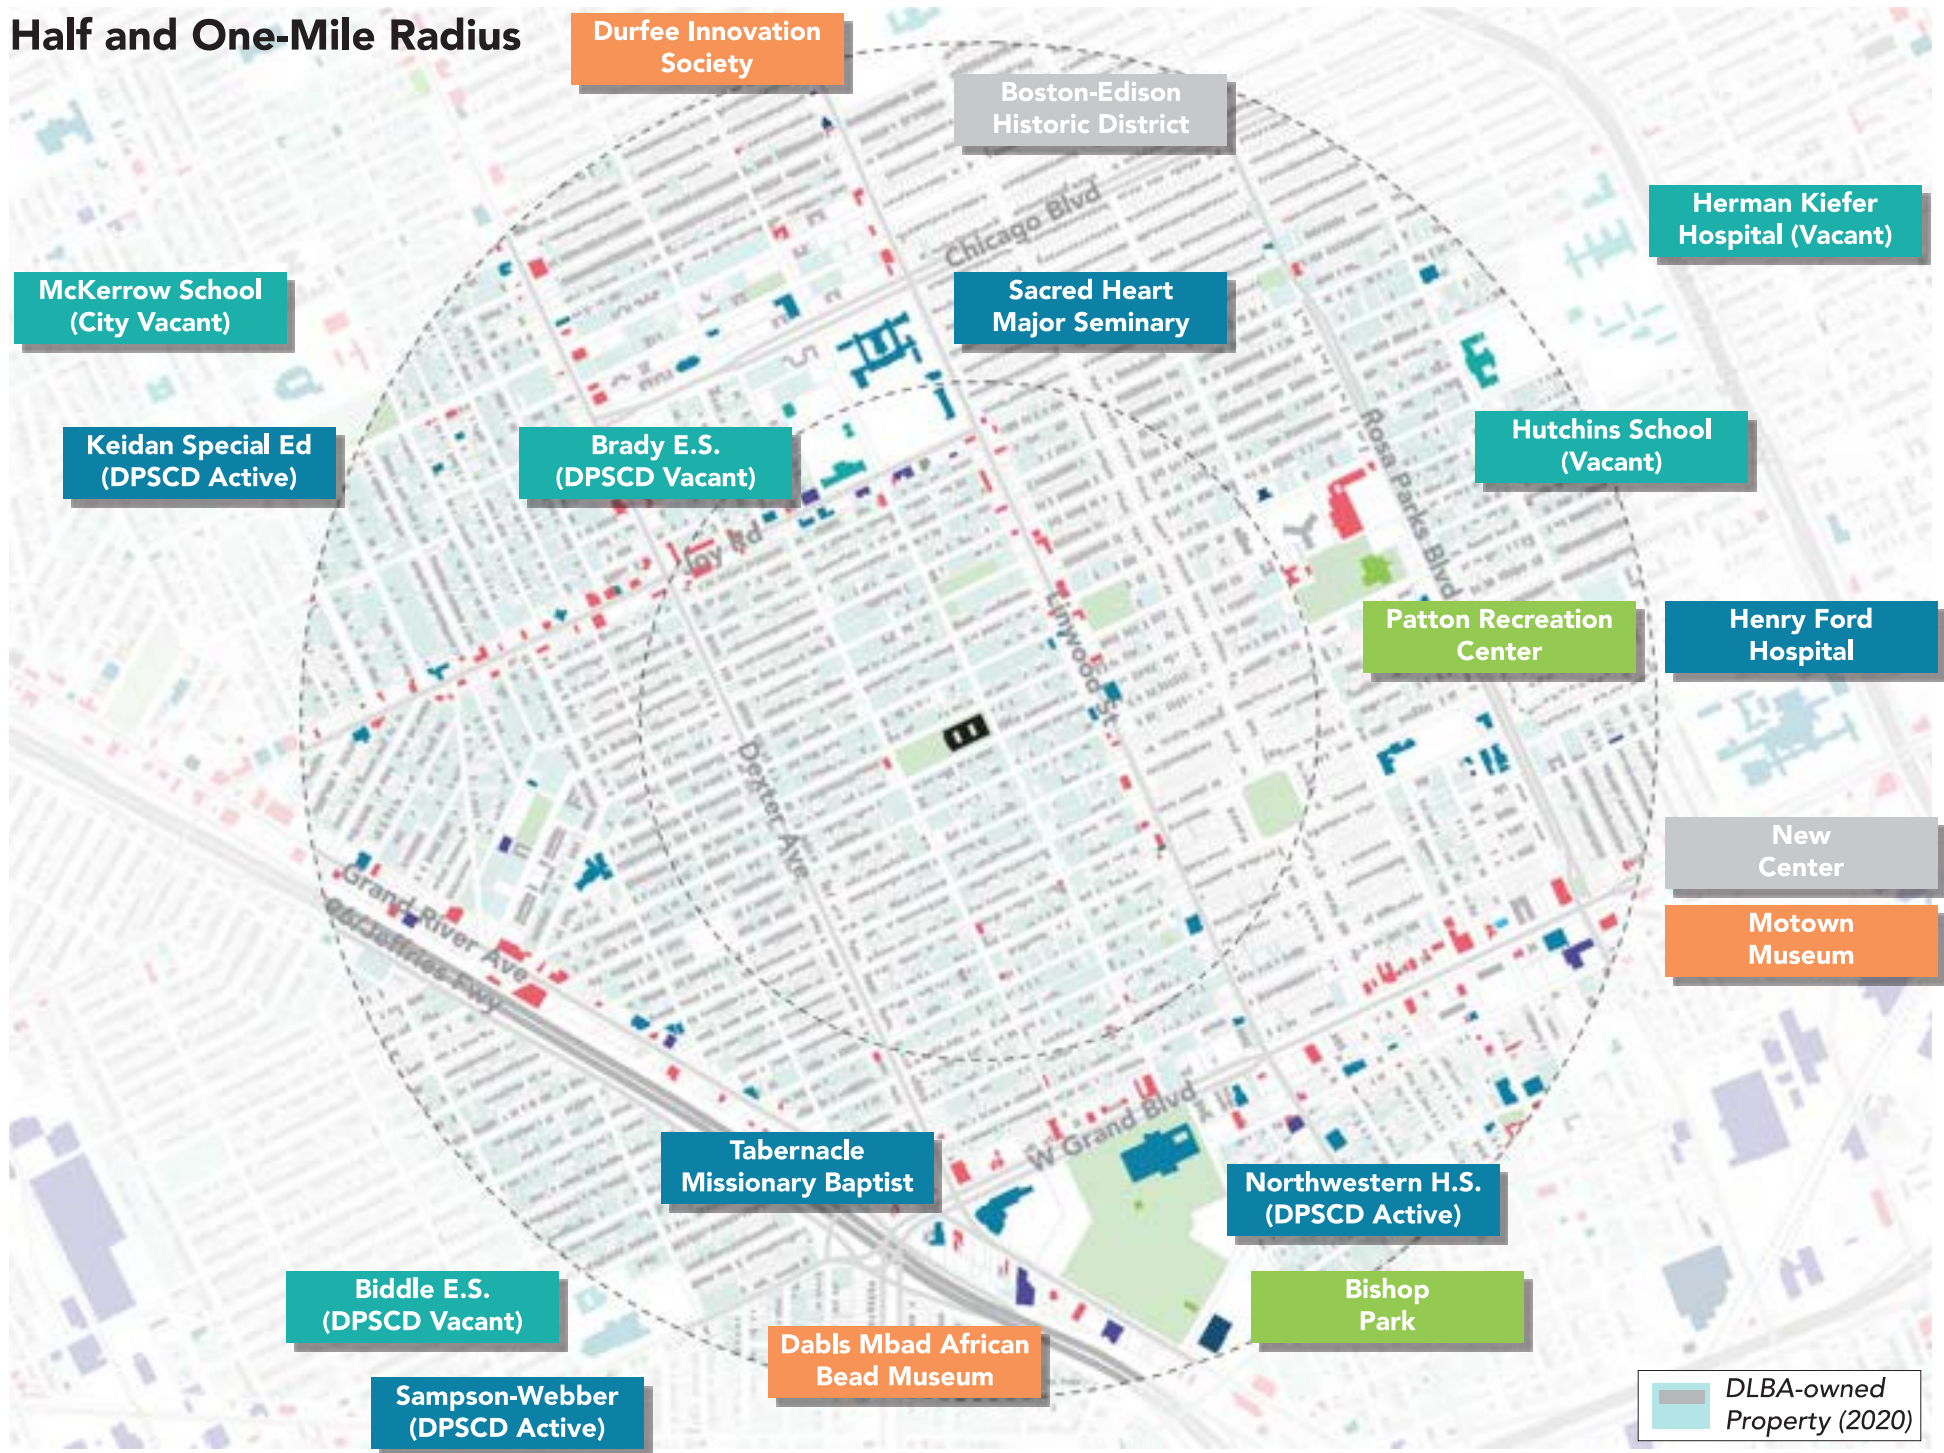 Half and One-Mile Radius
Durfee Innovation
Society
Boston-Edison
Historic District
Chicago Blvd
Herman Kiefer
Hospital (Vacant)
McKerrow School
(City Vacant)
Sacred Heart
Major Seminary
Keidan Special Ed
(DPSCD Active)
Brady E.S.
(DPSCD Vacant)
Hutchins School
(Vacant)
Rosa Parks Blvd
Joy Rd
Linwood St
Patton Recreation
Center
Henry Ford
Hospital
Dexter Ave
New
Center
Grand River Ave
Motown
Museum
W Grand Blvd
Tabernacle
Missionary Baptist
Northwestern H.S.
(DPSCD Active)
Biddle E.S.
(DPSCD Vacant)
Bishop
Park
Dabls Mbad African
Bead Museum
Sampson-Webber
(DPSCD Active)
DLBA-owned
Property (2020)